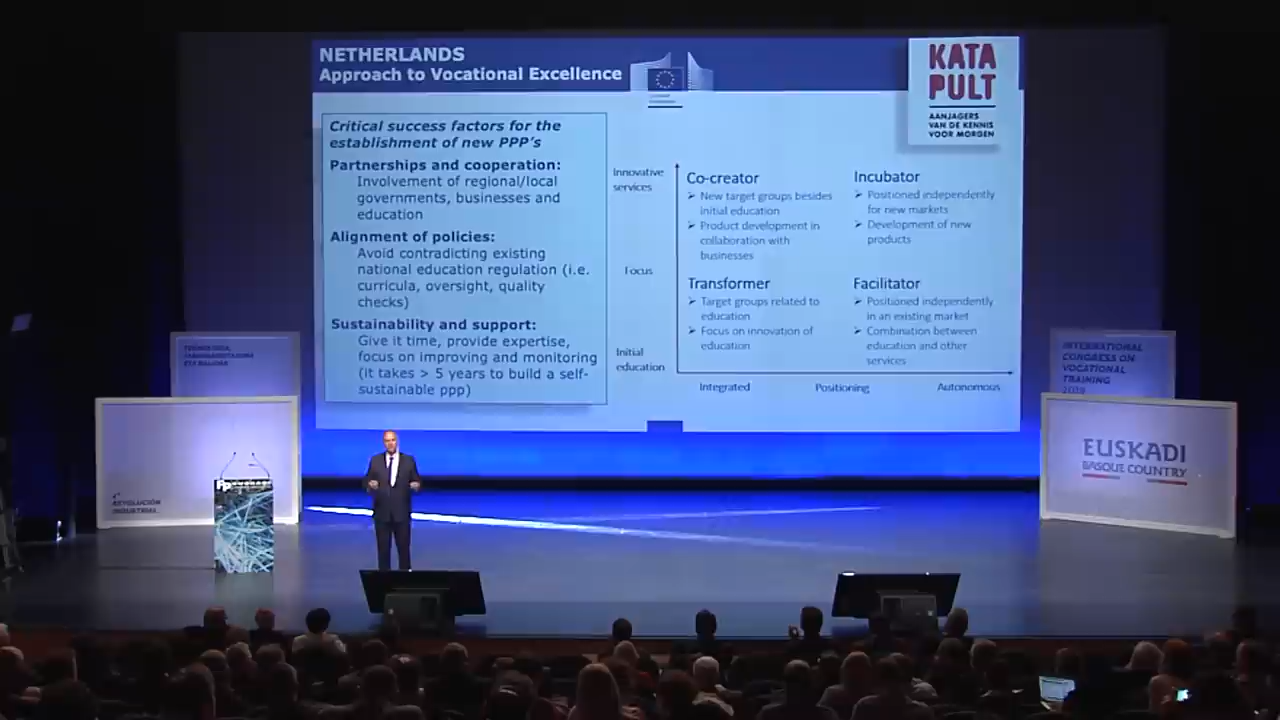 NETHERLANDS
Approach to Vocational Excellence
KATA
PULT
AANJAGERS
VAN DE KENNIS
VOOR MORGEN
Critical success factors for the
establishment of new PPP's
Partnerships and cooperation:
Involvement of regional/local
governments, businesses and
education
Alignment of policies:
Avoid contradicting existing
national education regulation (i.e.
curricula, oversight, quality
checks)
Sustainability and support:
Give it time, provide expertise,
focus on improving and monitoring
(it takes > 5 years to build a self-
sustainable ppp)
Innovative
services
Focus
Initial
education
Co-creator
➢ New target groups besides
initial education
➢ Product development in
collaboration with
businesses
Incubator
➢ Positioned independently
for new markets
➢ Development of new
products
Transformer
➢ Target groups related to
education
➢ Focus on innovation of
education
Facilitator
➢ Positioned independently
in an existing market
➢ Combination between
education and other
services
Integrated
Positioning
Autonomous
INTERNATIONAL
CONGRESS ON
VOCATIONAL
TRAINING
2019
EUSKADI
BASQUE COUNTRY
4ª
REVOLUCIÓN
INDUSTRIAL